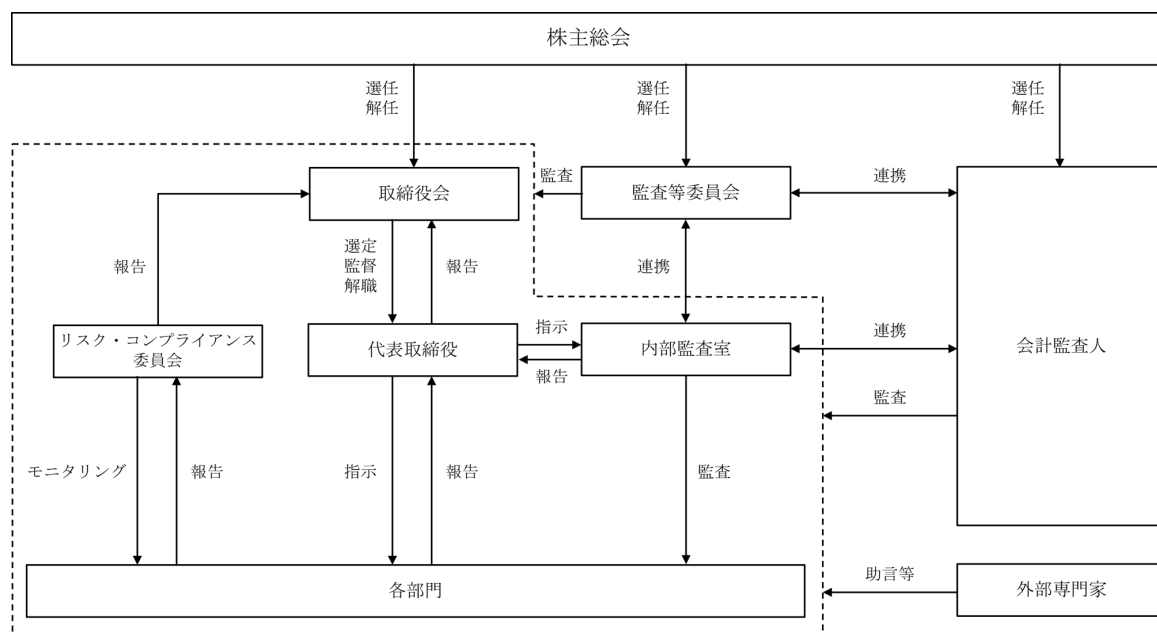 株主総会
選任
解任
選任
解任
選任
解任
取締役会
監査
監査等委員会
連携
報告
選定
監督
解職
報告
連携
リスク・コンプライアンス
委員会
代表取締役
指示
報告
内部監査室
連携
会計監査人
監査
モニタリング
報告
指示
報告
監査
各部門
助言等
外部専門家